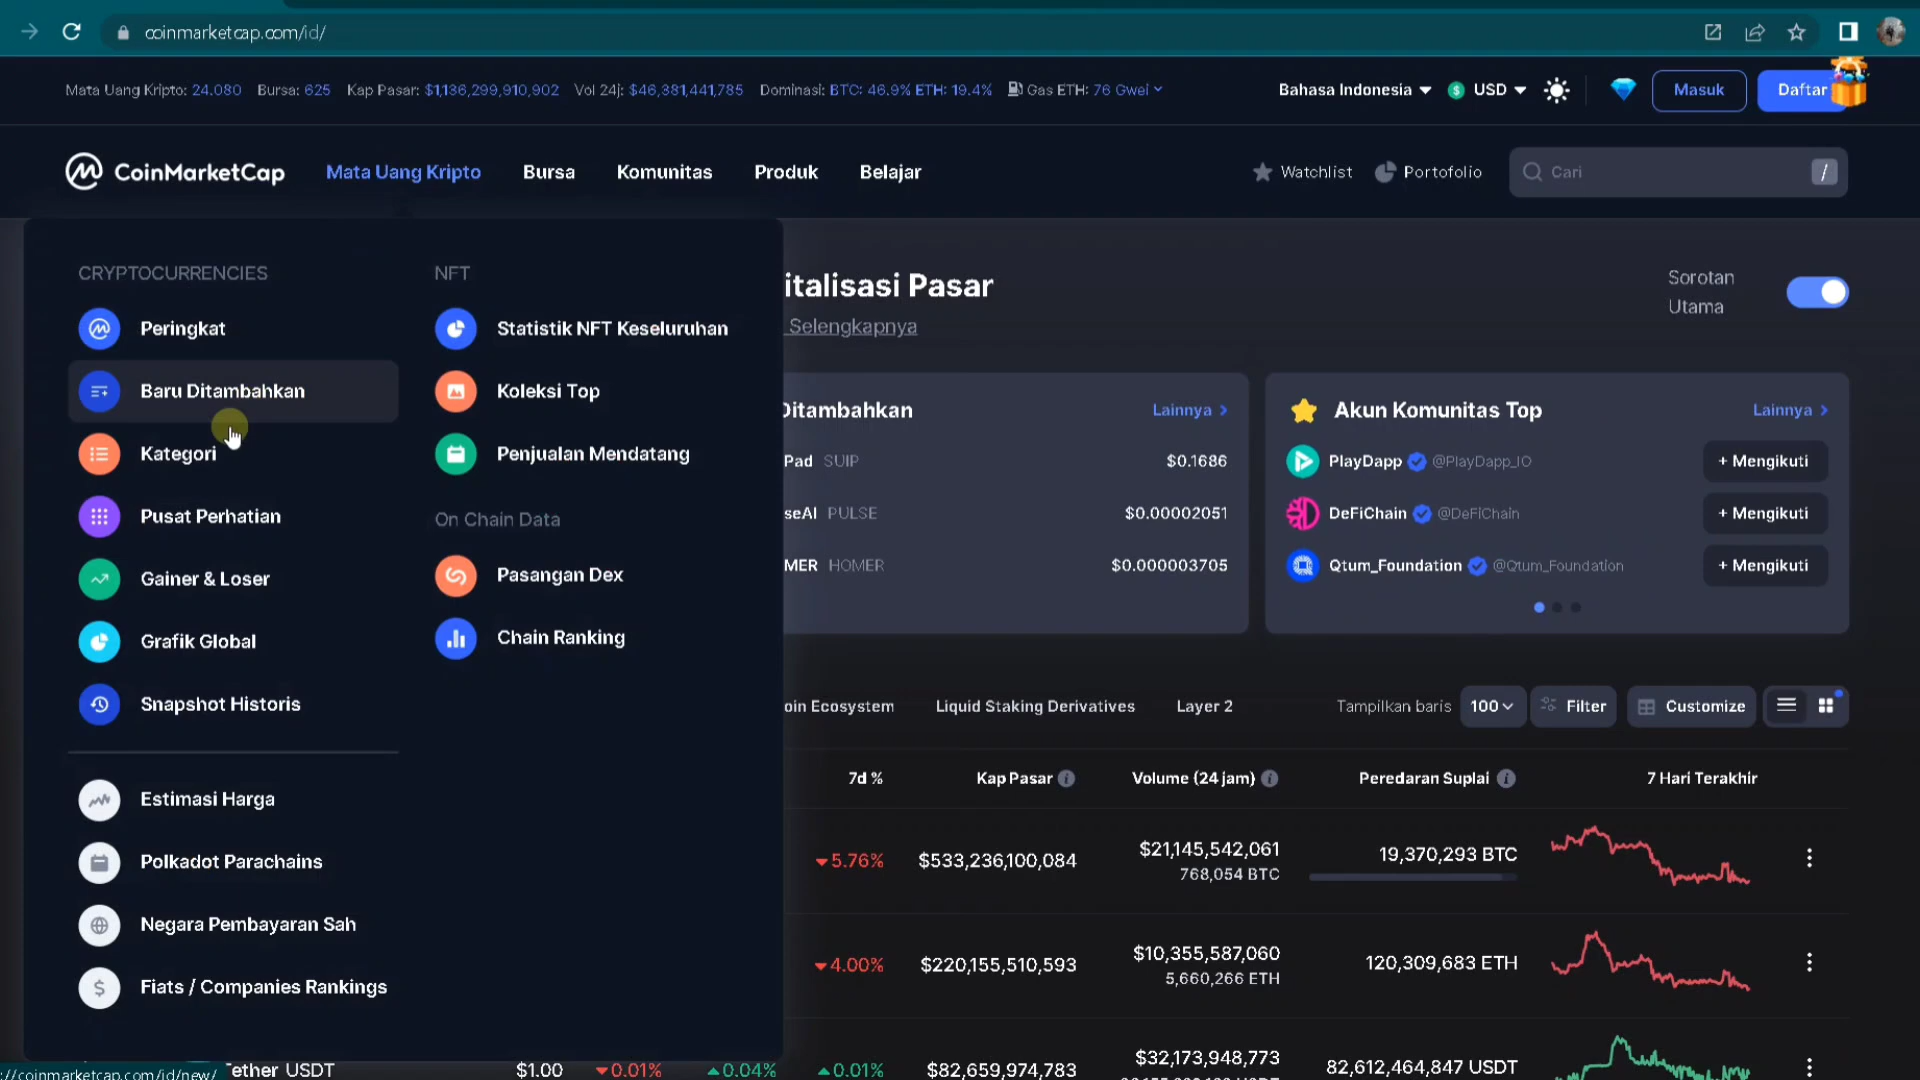 coinmarketcap.com/id/
Mata Uang Kripto: 24.080 Bursa: 625 Kap Pasar: $1,136,299,910,902 Vol 24j: $46,381,441,785 Dominasi: BTC: 46.9% ETH: 19.4% Gas ETH: 76 Gwei
Bahasa Indonesia USD Masuk Daftar
CoinMarketCap Mata Uang Kripto Bursa Komunitas Produk Belajar Watchlist Portofolio Cari /
CRYPTOCURRENCIES
Peringkat
Baru Ditambahkan
Kategori
Pusat Perhatian
Gainer & Loser
Grafik Global
Snapshot Historis
Estimasi Harga
Polkadot Parachains
Negara Pembayaran Sah
Fiats / Companies Rankings
NFT
Statistik NFT Keseluruhan
Koleksi Top
Penjualan Mendatang
On Chain Data
Pasangan Dex
Chain Ranking
italisasi Pasar
Selengkapnya
Sorotan
Utama
Ditambahkan Lainnya >
Pad SUIP $0.1686
seAI PULSE $0.00002051
MER HOMER $0.000003705
Akun Komunitas Top Lainnya >
PlayDapp @PlayDapp_IO + Mengikuti
DeFiChain @DeFiChain + Mengikuti
Qtum_Foundation @Qtum_Foundation + Mengikuti
oin Ecosystem Liquid Staking Derivatives Layer 2 Tampilkan baris 100 Filter Customize
7d % Kap Pasar Volume (24 jam) Peredaran Suplai 7 Hari Terakhir
5.76% $533,236,100,084 $21,145,542,061 19,370,293 BTC
768,054 BTC
4.00% $220,155,510,593 $10,355,587,060 120,309,683 ETH
5,660,266 ETH
ether USDT $1.00 0.01% 0.04% 0.01% $82,659,974,783 $32,173,948,773 82,612,464,847 USDT
://coinmarketcap.com/id/new/